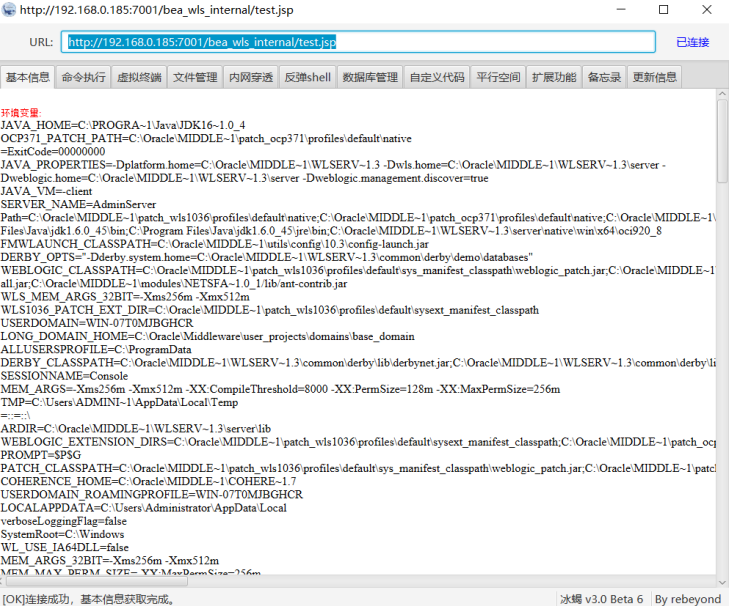 http://192.168.0.185:7001/bea_wls_internal/test.jsp
URL: http://192.168.0.185:7001/bea_wls_internal/test.jsp 已连接
基本信息 命令执行 虚拟终端 文件管理 内网穿透 反弹shell 数据库管理 自定义代码 平行空间 扩展功能 备忘录 更新信息
环境变量:
JAVA_HOME=C:\PROGRA~1\Java\JDK16~1.0_4
OCP371_PATCH_PATH=C:\Oracle\MIDDLE~1\patch_ocp371\profiles\default\native
=ExitCode=00000000
JAVA_PROPERTIES=-Dplatform.home=C:\Oracle\MIDDLE~1\WLSERV~1.3 -Dwls.home=C:\Oracle\MIDDLE~1\WLSERV~1.3\server -
Dweblogic.home=C:\Oracle\MIDDLE~1\WLSERV~1.3\server -Dweblogic.management.discover=true
JAVA_VM=-client
SERVER_NAME=AdminServer
Path=C:\Oracle\MIDDLE~1\patch_wls1036\profiles\default\native;C:\Oracle\MIDDLE~1\patch_ocp371\profiles\default\native;C:\Oracle\MIDDLE~1\
Files\Java\jdk1.6.0_45\bin;C:\Program Files\Java\jdk1.6.0_45\jre\bin;C:\Oracle\MIDDLE~1\WLSERV~1.3\server\native\win\x64\oci920_8
FMWLAUNCH_CLASSPATH=C:\Oracle\MIDDLE~1\utils\config\10.3\config-launch.jar
DERBY_OPTS="-Dderby.system.home=C:\Oracle\MIDDLE~1\WLSERV~1.3\common\derby\demo\databases"
WEBLOGIC_CLASSPATH=C:\Oracle\MIDDLE~1\patch_wls1036\profiles\default\sys_manifest_classpath\weblogic_patch.jar;C:\Oracle\MIDDLE~1
all.jar;C:\Oracle\MIDDLE~1\modules\NETSFA~1.0_1/lib/ant-contrib.jar
WLS_MEM_ARGS_32BIT=-Xms256m -Xmx512m
WLS1036_PATCH_EXT_DIR=C:\Oracle\MIDDLE~1\patch_wls1036\profiles\default\sysext_manifest_classpath
USERDOMAIN=WIN-07T0MJBGHCR
LONG_DOMAIN_HOME=C:\Oracle\Middleware\user_projects\domains\base_domain
ALLUSERSPROFILE=C:\ProgramData
DERBY_CLASSPATH=C:\Oracle\MIDDLE~1\WLSERV~1.3\common\derby\lib\derbynet.jar;C:\Oracle\MIDDLE~1\WLSERV~1.3\common\derby\li
SESSIONNAME=Console
MEM_ARGS=-Xms256m -Xmx512m -XX:CompileThreshold=8000 -XX:PermSize=128m -XX:MaxPermSize=256m
TMP=C:\Users\ADMINI~1\AppData\Local\Temp
=::=::\
ARDIR=C:\Oracle\MIDDLE~1\WLSERV~1.3\server\lib
WEBLOGIC_EXTENSION_DIRS=C:\Oracle\MIDDLE~1\patch_wls1036\profiles\default\sysext_manifest_classpath;C:\Oracle\MIDDLE~1\patch_ocp
PROMPT=$P$G
PATCH_CLASSPATH=C:\Oracle\MIDDLE~1\patch_wls1036\profiles\default\sys_manifest_classpath\weblogic_patch.jar;C:\Oracle\MIDDLE~1\patc
COHERENCE_HOME=C:\Oracle\MIDDLE~1\COHERE~1.7
USERDOMAIN_ROAMINGPROFILE=WIN-07T0MJBGHCR
LOCALAPPDATA=C:\Users\Administrator\AppData\Local
verboseLoggingFlag=false
SystemRoot=C:\Windows
WL_USE_IA64DLL=false
MEM_ARGS_32BIT=-Xms256m -Xmx512m
MEM_MAX_PERM_SIZE=-XX:MaxPermSize=256m
[OK]连接成功，基本信息获取完成。 冰蝎 v3.0 Beta 6 By rebeyond